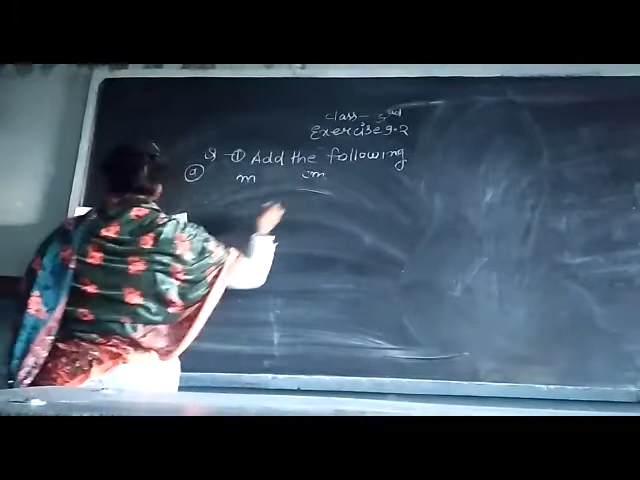 Class - 3rd
Exercise 9.2
Q - ① Add the following
ⓐ m cm